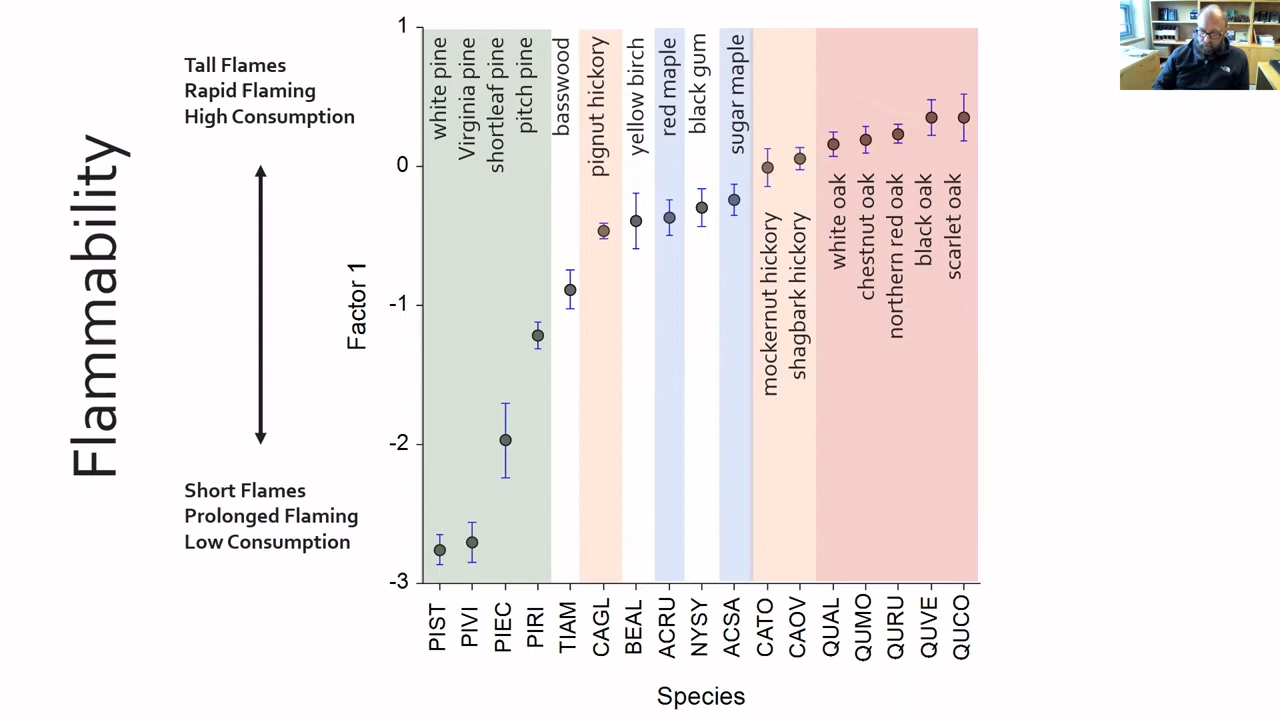 Flammability
Tall Flames
Rapid Flaming
High Consumption
Short Flames
Prolonged Flaming
Low Consumption
Factor 1
1
0
-1
-2
-3
white pine
Virginia pine
shortleaf pine
pitch pine
basswood
pignut hickory
yellow birch
red maple
black gum
sugar maple
mockernut hickory
shagbark hickory
white oak
chestnut oak
northern red oak
black oak
scarlet oak
PIST
PIVI
PIEC
PIRI
TIAM
CAGL
BEAL
ACRU
NYSY
ACSA
CATO
CAOV
QUAL
QUMO
QURU
QUVE
QUCO
Species